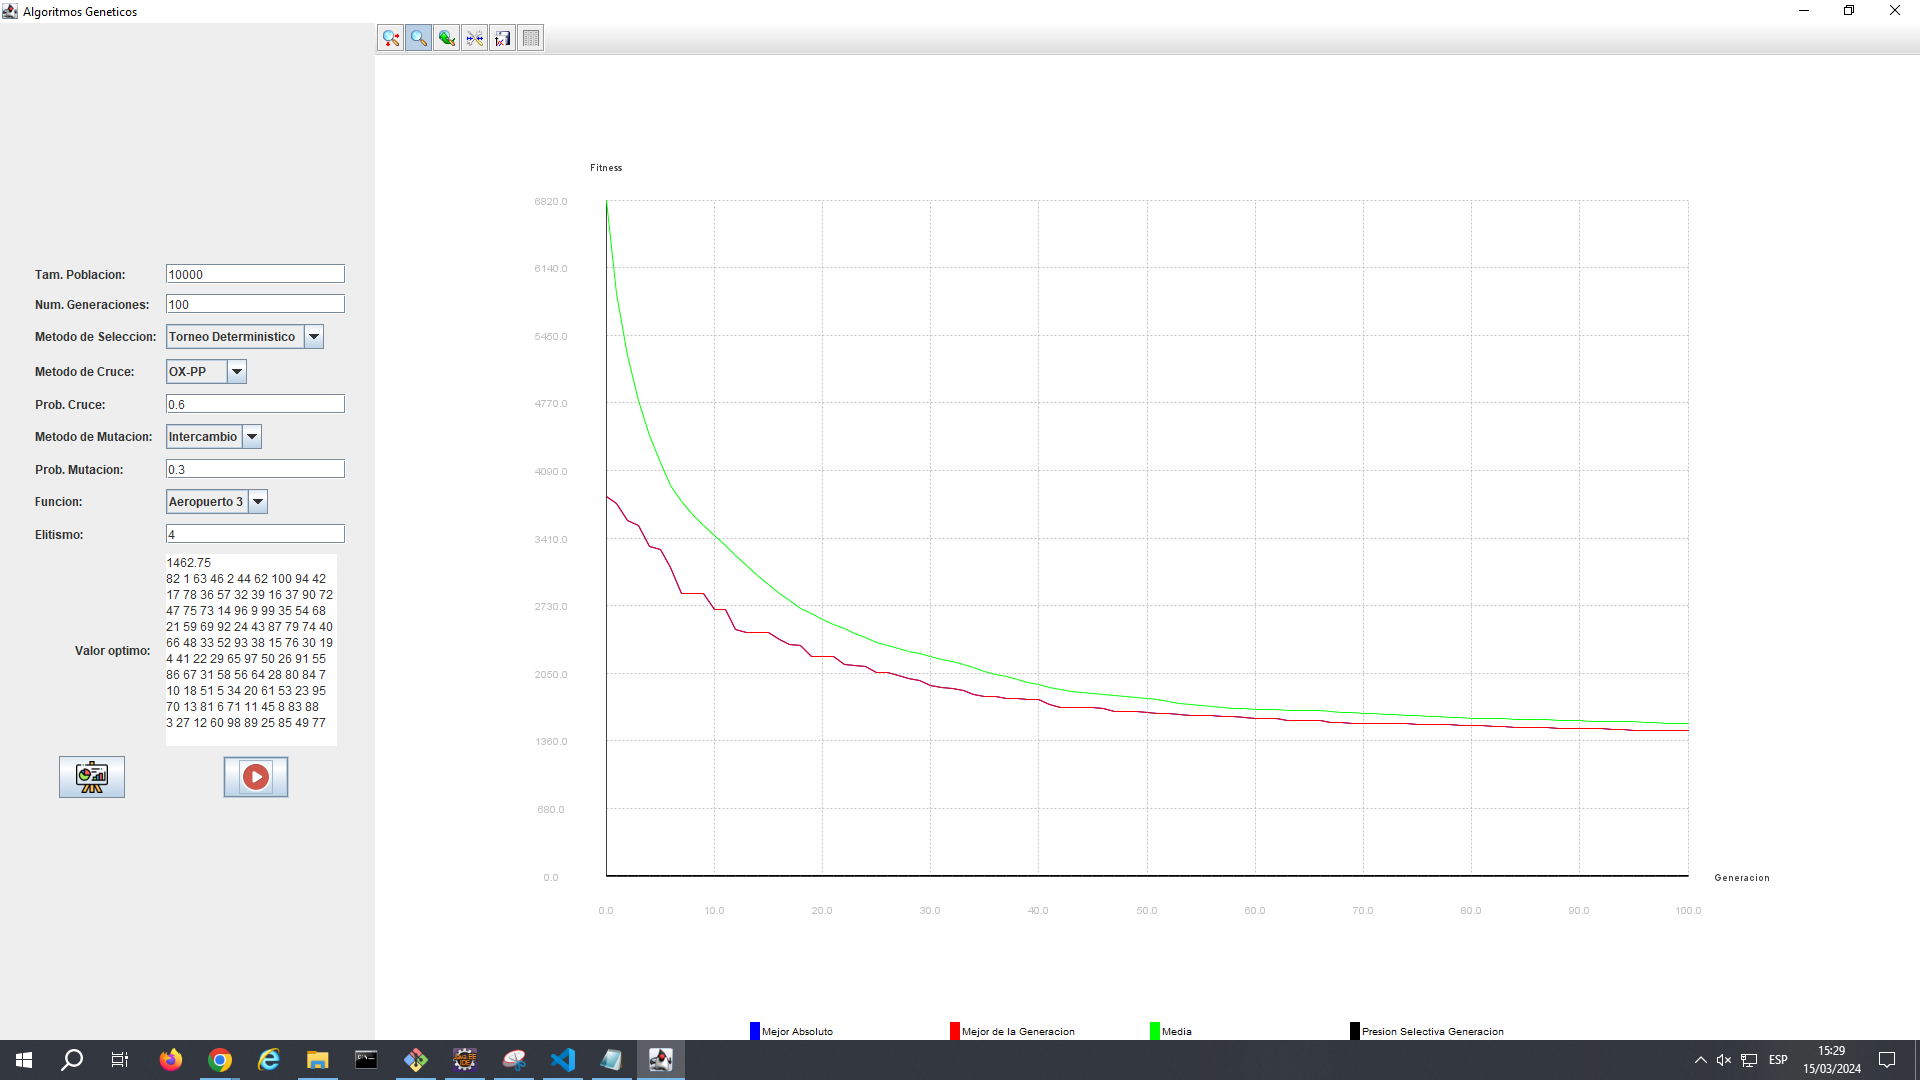 Algoritmos Geneticos
Tam. Poblacion: 10000
Num. Generaciones: 100
Metodo de Seleccion: Torneo Deterministico
Metodo de Cruce: OX-PP
Prob. Cruce: 0.6
Metodo de Mutacion: Intercambio
Prob. Mutacion: 0.3
Funcion: Aeropuerto 3
Elitismo: 4
Valor optimo:
1462.75
82 1 63 46 2 44 62 100 94 42
17 78 36 57 32 39 16 37 90 72
47 75 73 14 96 9 99 35 54 68
21 59 69 92 24 43 87 79 74 40
66 48 33 52 93 38 15 76 30 19
4 41 22 29 65 97 50 26 91 55
86 67 31 58 56 64 28 80 84 7
10 18 51 5 34 20 61 53 23 95
70 13 81 6 71 11 45 8 83 88
3 27 12 60 98 89 25 85 49 77
Fitness
6820.0
6140.0
5450.0
4770.0
4090.0
3410.0
2730.0
2050.0
1360.0
680.0
0.0
Generacion
0.0 10.0 20.0 30.0 40.0 50.0 60.0 70.0 80.0 90.0 100.0
Mejor Absoluto Mejor de la Generacion Media Presion Selectiva Generacion
ESP
15:29
15/03/2024